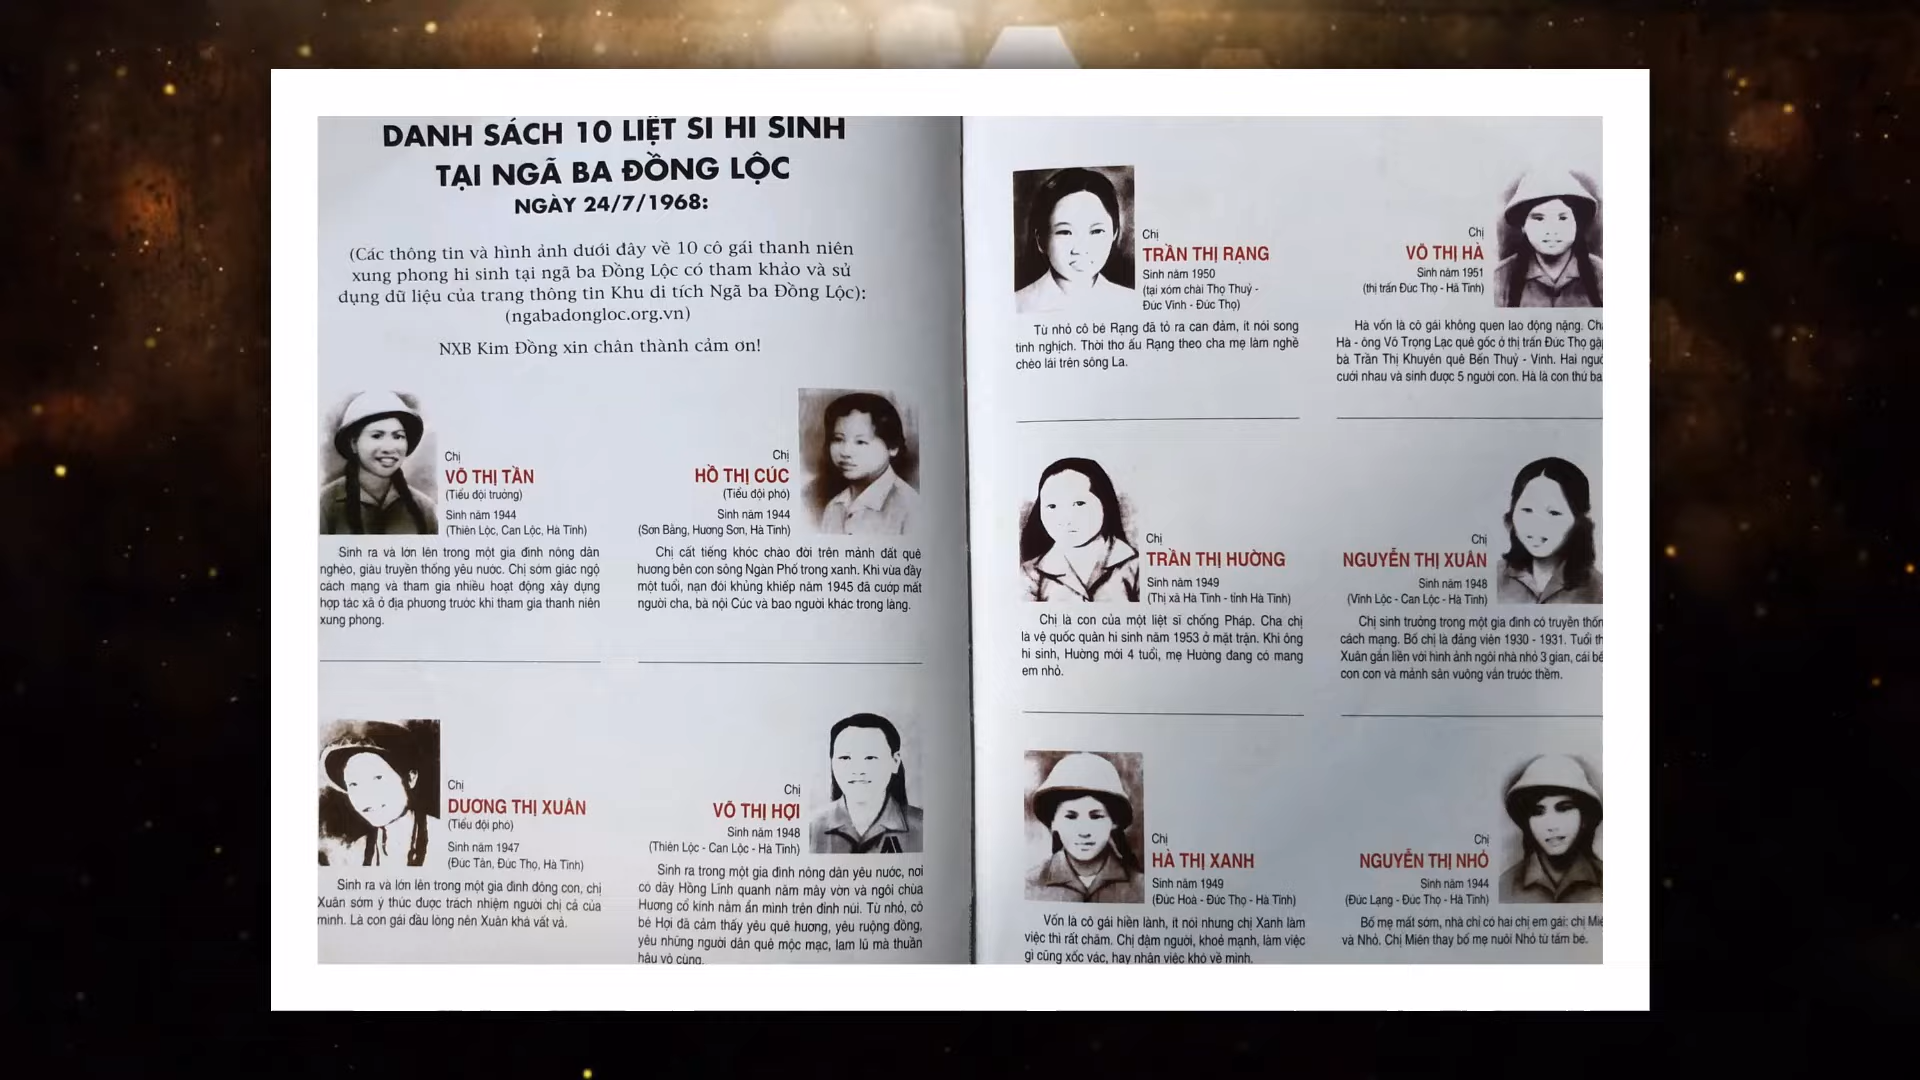 DANH SÁCH 10 LIỆT SĨ HI SINH
TẠI NGÃ BA ĐỒNG LỘC
NGÀY 24/7/1968:
(Các thông tin và hình ảnh dưới đây về 10 cô gái thanh niên
xung phong hi sinh tại ngã ba Đồng Lộc có tham khảo và sử
dụng dữ liệu của trang thông tin Khu di tích Ngã ba Đồng Lộc):
(ngabadongloc.org.vn)
NXB Kim Đồng xin chân thành cảm ơn!
Chị
VÕ THỊ TẦN
(Tiểu đội trưởng)
Sinh năm 1944
(Thiên Lộc, Can Lộc, Hà Tĩnh)
Sinh ra và lớn lên trong một gia đình nông dân
nghèo, giàu truyền thống yêu nước. Chị sớm giác ngộ
cách mạng và tham gia nhiều hoạt động xây dựng
hợp tác xã ở địa phương trước khi tham gia thanh niên
xung phong.
Chị
HỒ THỊ CÚC
(Tiểu đội phó)
Sinh năm 1944
(Sơn Bằng, Hương Sơn, Hà Tĩnh)
Chị cất tiếng khóc chào đời trên mảnh đất quê
hương bên con sông Ngàn Phố trong xanh. Khi vừa đầy
một tuổi, nạn đói khủng khiếp năm 1945 đã cướp mất
người cha, bà nội Cúc và bao người khác trong làng.
Chị
DƯƠNG THỊ XUÂN
(Tiểu đội phó)
Sinh năm 1947
(Đức Tân, Đức Thọ, Hà Tĩnh)
Sinh ra và lớn lên trong một gia đình đông con, chị
Xuân sớm ý thức được trách nhiệm người chị cả của
mình. Là con gái đầu lòng nên Xuân khá vất vả.
Chị
VÕ THỊ HỢI
Sinh năm 1948
(Thiên Lộc - Can Lộc - Hà Tĩnh)
Sinh ra trong một gia đình nông dân yêu nước, nơi
có dãy Hồng Lĩnh quanh năm mây vờn và ngôi chùa
Hương cổ kính nằm ẩn mình trên đỉnh núi. Từ nhỏ, cô
bé Hợi đã cảm thấy yêu quê hương, yêu ruộng đồng,
yêu những người dân quê mộc mạc, lam lũ mà thuần
hậu vô cùng.
Chị
TRẦN THỊ RẠNG
Sinh năm 1950
(tại xóm chài Thọ Thuỷ -
Đức Vinh - Đức Thọ)
Từ nhỏ cô bé Rạng đã tỏ ra can đảm, ít nói song
tinh nghịch. Thời thơ ấu Rạng theo cha mẹ làm nghề
chèo lái trên sông La.
Chị
VÕ THỊ HÀ
Sinh năm 1951
(thị trấn Đức Thọ - Hà Tĩnh)
Hà vốn là cô gái không quen lao động nặng. Ch
Hà - ông Võ Trọng Lạc quê gốc ở thị trấn Đức Thọ gặ
bà Trần Thị Khuyên quê Bến Thuỷ - Vinh. Hai ngư
cưới nhau và sinh được 5 người con. Hà là con thứ ba
Chị
TRẦN THỊ HƯỜNG
Sinh năm 1949
(Thị xã Hà Tĩnh - tỉnh Hà Tĩnh)
Chị là con của một liệt sĩ chống Pháp. Cha chị
là vệ quốc quân hi sinh năm 1953 ở mặt trận. Khi ông
hi sinh, Hường mới 4 tuổi, mẹ Hường đang có mang
em nhỏ.
Chị
NGUYỄN THỊ XUÂN
Sinh năm 1948
(Vĩnh Lộc - Can Lộc - Hà Tĩnh)
Chị sinh trưởng trong một gia đình có truyền thốn
cách mạng. Bố chị là đảng viên 1930 - 1931. Tuổi th
Xuân gắn liền với hình ảnh ngôi nhà nhỏ 3 gian, cái bê
con con và mảnh sân vuông vắn trước thềm.
Chị
HÀ THỊ XANH
Sinh năm 1949
(Đức Hoà - Đức Thọ - Hà Tĩnh)
Vốn là cô gái hiền lành, ít nói nhưng chị Xanh làm
việc thì rất chăm. Chị đậm người, khoẻ mạnh, làm việc
gì cũng xốc vác, hay nhận việc khó về mình.
Chị
NGUYỄN THỊ NHỎ
Sinh năm 1944
(Đức Lạng - Đức Thọ - Hà Tĩnh)
Bố mẹ mất sớm, nhà chỉ có hai chị em gái: chị Miê
và Nhỏ. Chị Miên thay bố mẹ nuôi Nhỏ từ tấm bé.